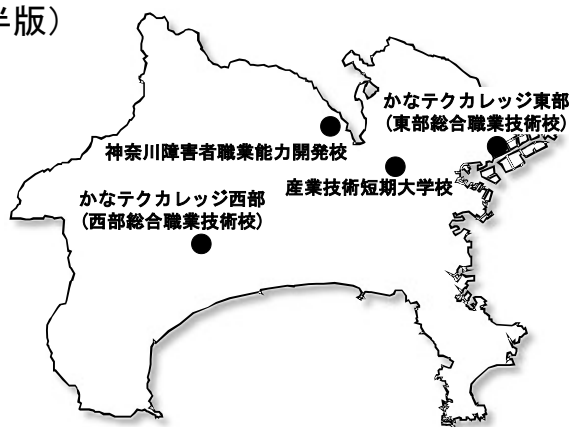 半版）
かなテクカレッジ東部
（東部総合職業技術校）
神奈川障害者職業能力開発校
産業技術短期大学校
かなテクカレッジ西部
（西部総合職業技術校）